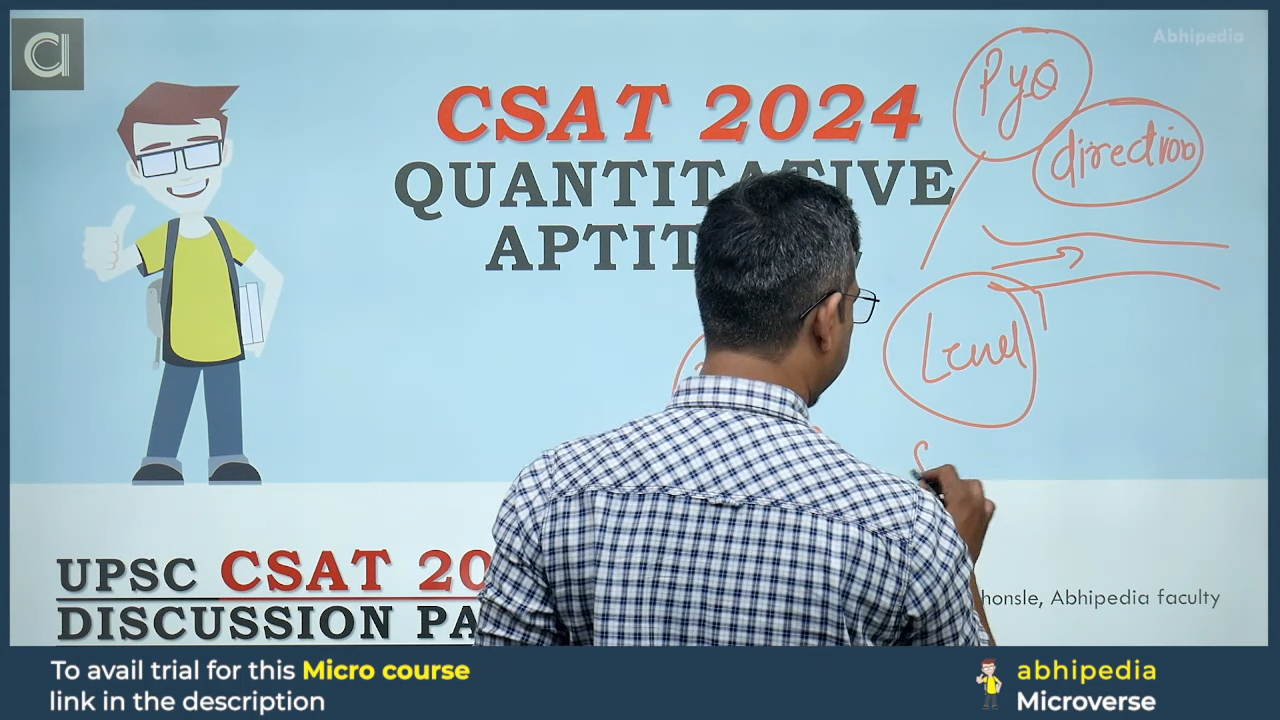 Abhipedia
CSAT 2024
QUANTITATIVE
APTIT
PYQ
direction
Level
UPSC CSAT 20
DISCUSSION PA
honsle, Abhipedia faculty
To avail trial for this Micro course
link in the description
abhipedia
Microverse